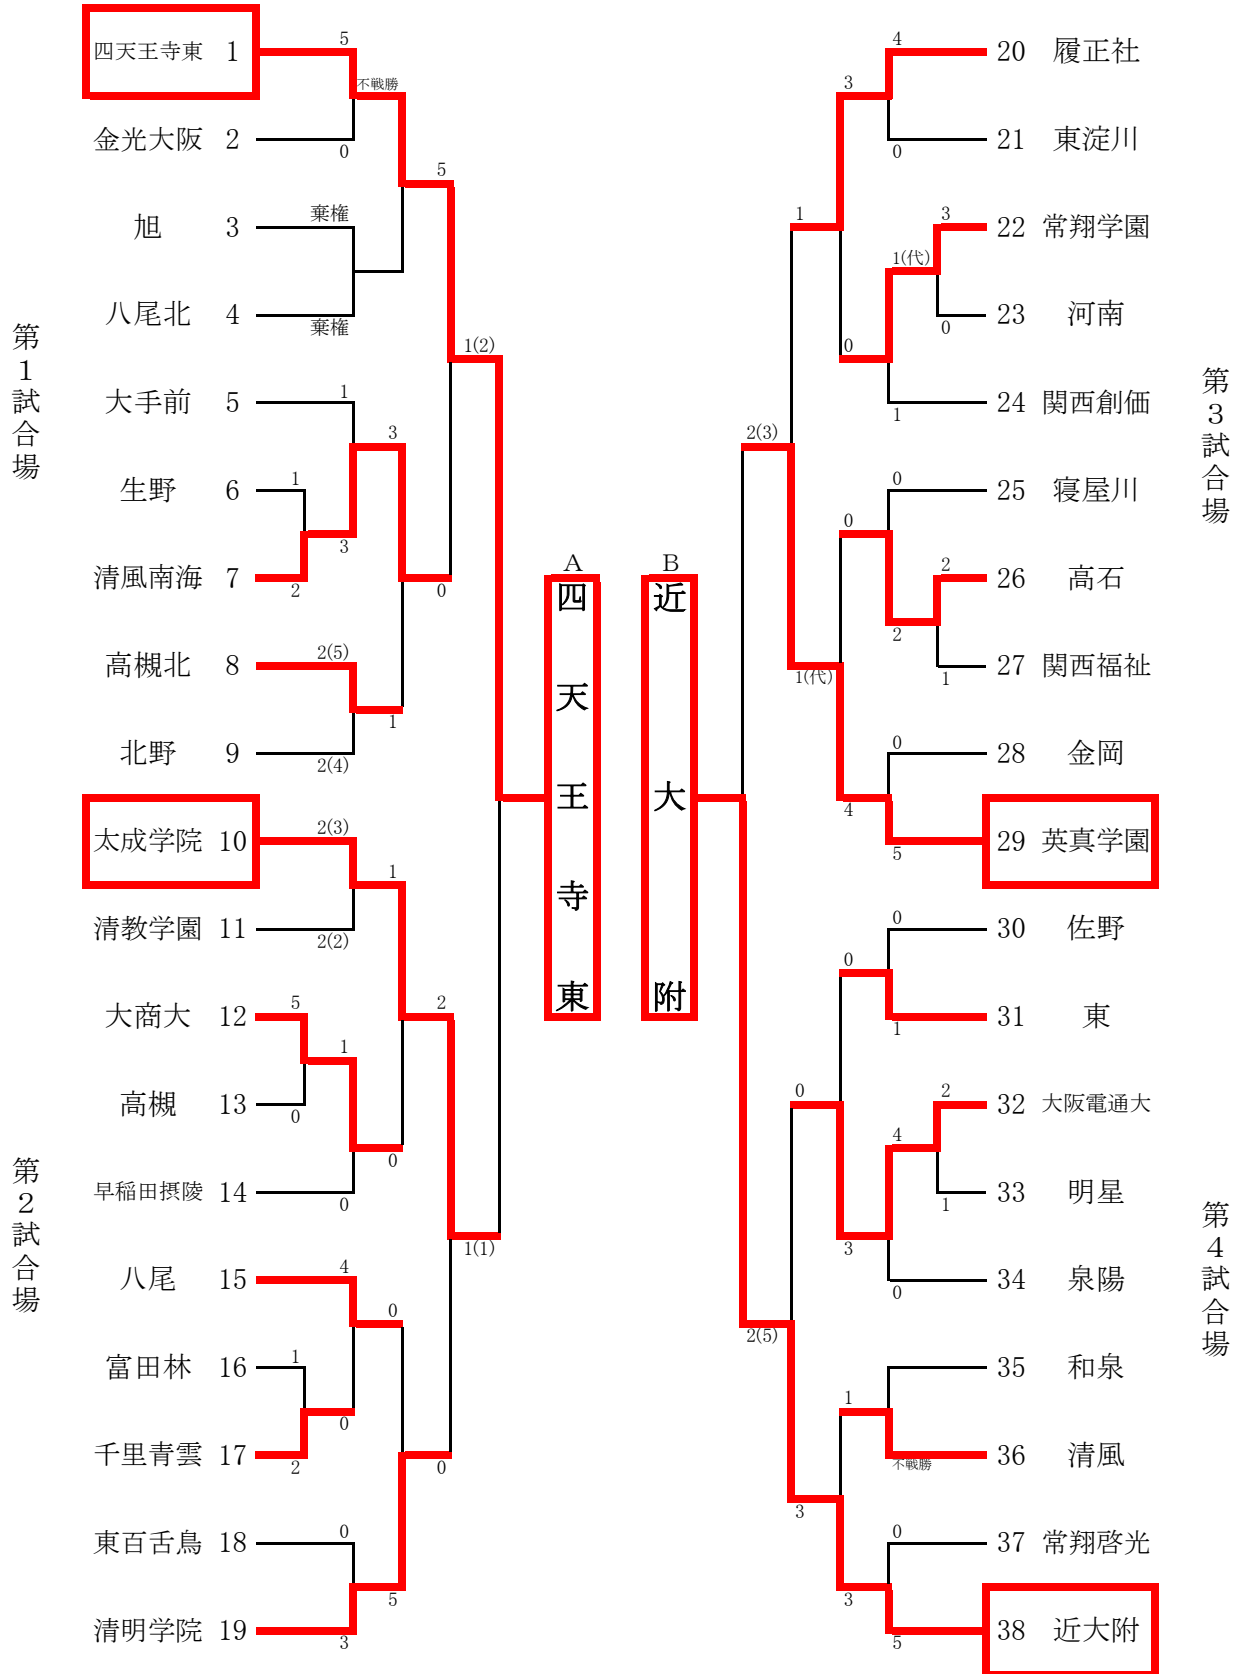 第1試合場
四天王寺東 1
5
不戦勝
金光大阪 2
0
5
旭 3
棄権
八尾北 4
棄権
1(2)
大手前 5
1
3
生野 6
1
3
清風南海 7
2
0
高槻北 8
2(5)
1
北野 9
2(4)
第2試合場
太成学院 10
2(3)
1
清教学園 11
2(2)
大商大 12
5
2
1
高槻 13
0
0
早稲田摂陵 14
0
1(1)
八尾 15
4
0
富田林 16
1
0
千里青雲 17
2
0
東百舌鳥 18
0
5
清明学院 19
3
A
四天王寺東
B
近大附
第3試合場
4
20 履正社
3
0
21 東淀川
1
3
22 常翔学園
1(代)
0
23 河南
0
1
24 関西創価
2(3)
0
25 寝屋川
0
2
26 高石
2
1
27 関西福祉
1(代)
0
28 金岡
4
5
29 英真学園
第4試合場
0
30 佐野
0
1
31 東
0
2
32 大阪電通大
4
1
33 明星
3
0
34 泉陽
2(5)
35 和泉
1
不戦勝
36 清風
3
0
37 常翔啓光
3
5
38 近大附